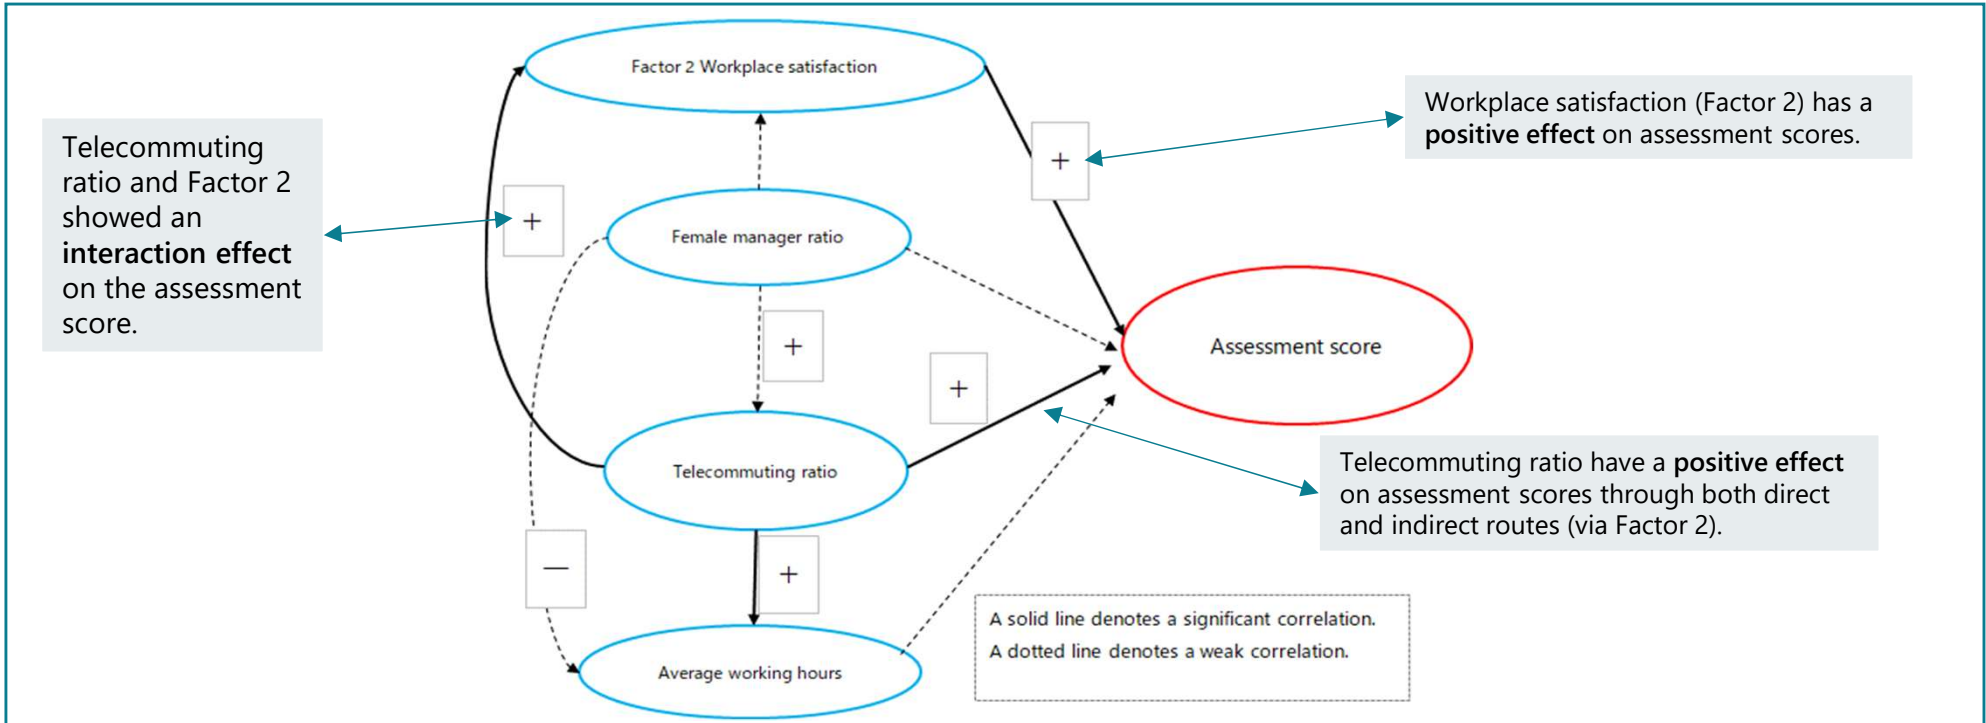 Factor 2 Workplace satisfaction
Workplace satisfaction (Factor 2) has a
positive effect on assessment scores.
Telecommuting
ratio and Factor 2
showed an
interaction effect
on the assessment
score.
+
+
Female manager ratio
+
Assessment score
+
Telecommuting ratio
Telecommuting ratio have a positive effect
on assessment scores through both direct
and indirect routes (via Factor 2).
—
+
A solid line denotes a significant correlation.
A dotted line denotes a weak correlation.
Average working hours